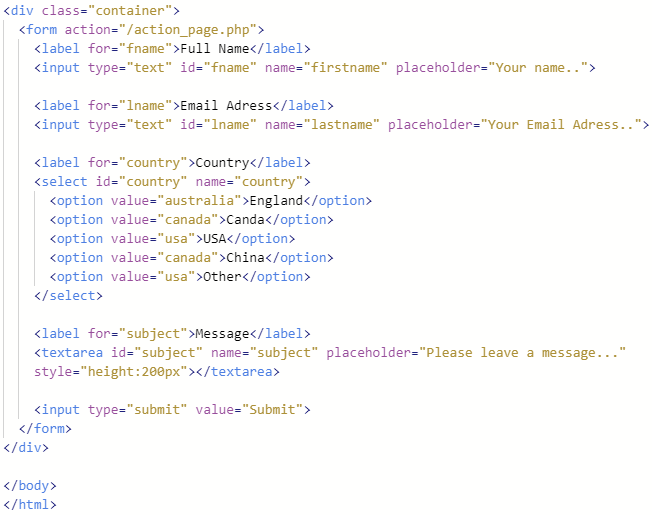 <div class="container">
  <form action="/action_page.php">
    <label for="fname">Full Name</label>
    <input type="text" id="fname" name="firstname" placeholder="Your name..">

    <label for="lname">Email Adress</label>
    <input type="text" id="lname" name="lastname" placeholder="Your Email Adress..">

    <label for="country">Country</label>
    <select id="country" name="country">
      <option value="australia">England</option>
      <option value="canada">Canda</option>
      <option value="usa">USA</option>
      <option value="canada">China</option>
      <option value="usa">Other</option>
    </select>

    <label for="subject">Message</label>
    <textarea id="subject" name="subject" placeholder="Please leave a message..."
    style="height:200px"></textarea>

    <input type="submit" value="Submit">
  </form>
</div>

</body>
</html>